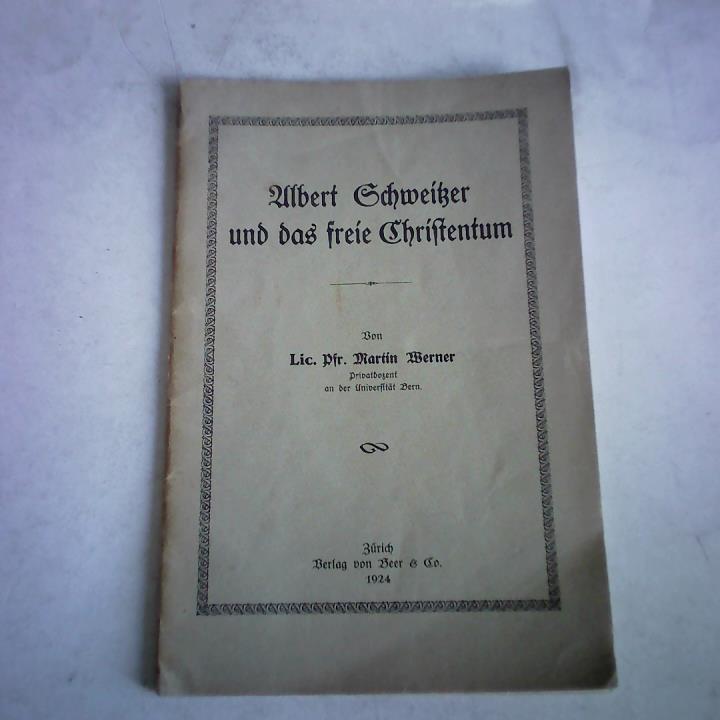 Albert Schweitzer
und das freie Christentum
Von
Lic. Pfr. Martin Werner
Privatdozent
an der Universität Bern.
Zürich
Verlag von Beer & Co.
1924